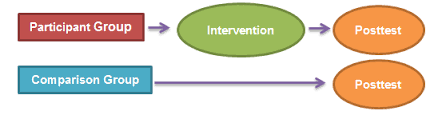 Participant Group
Intervention
Posttest
Comparison Group
Posttest